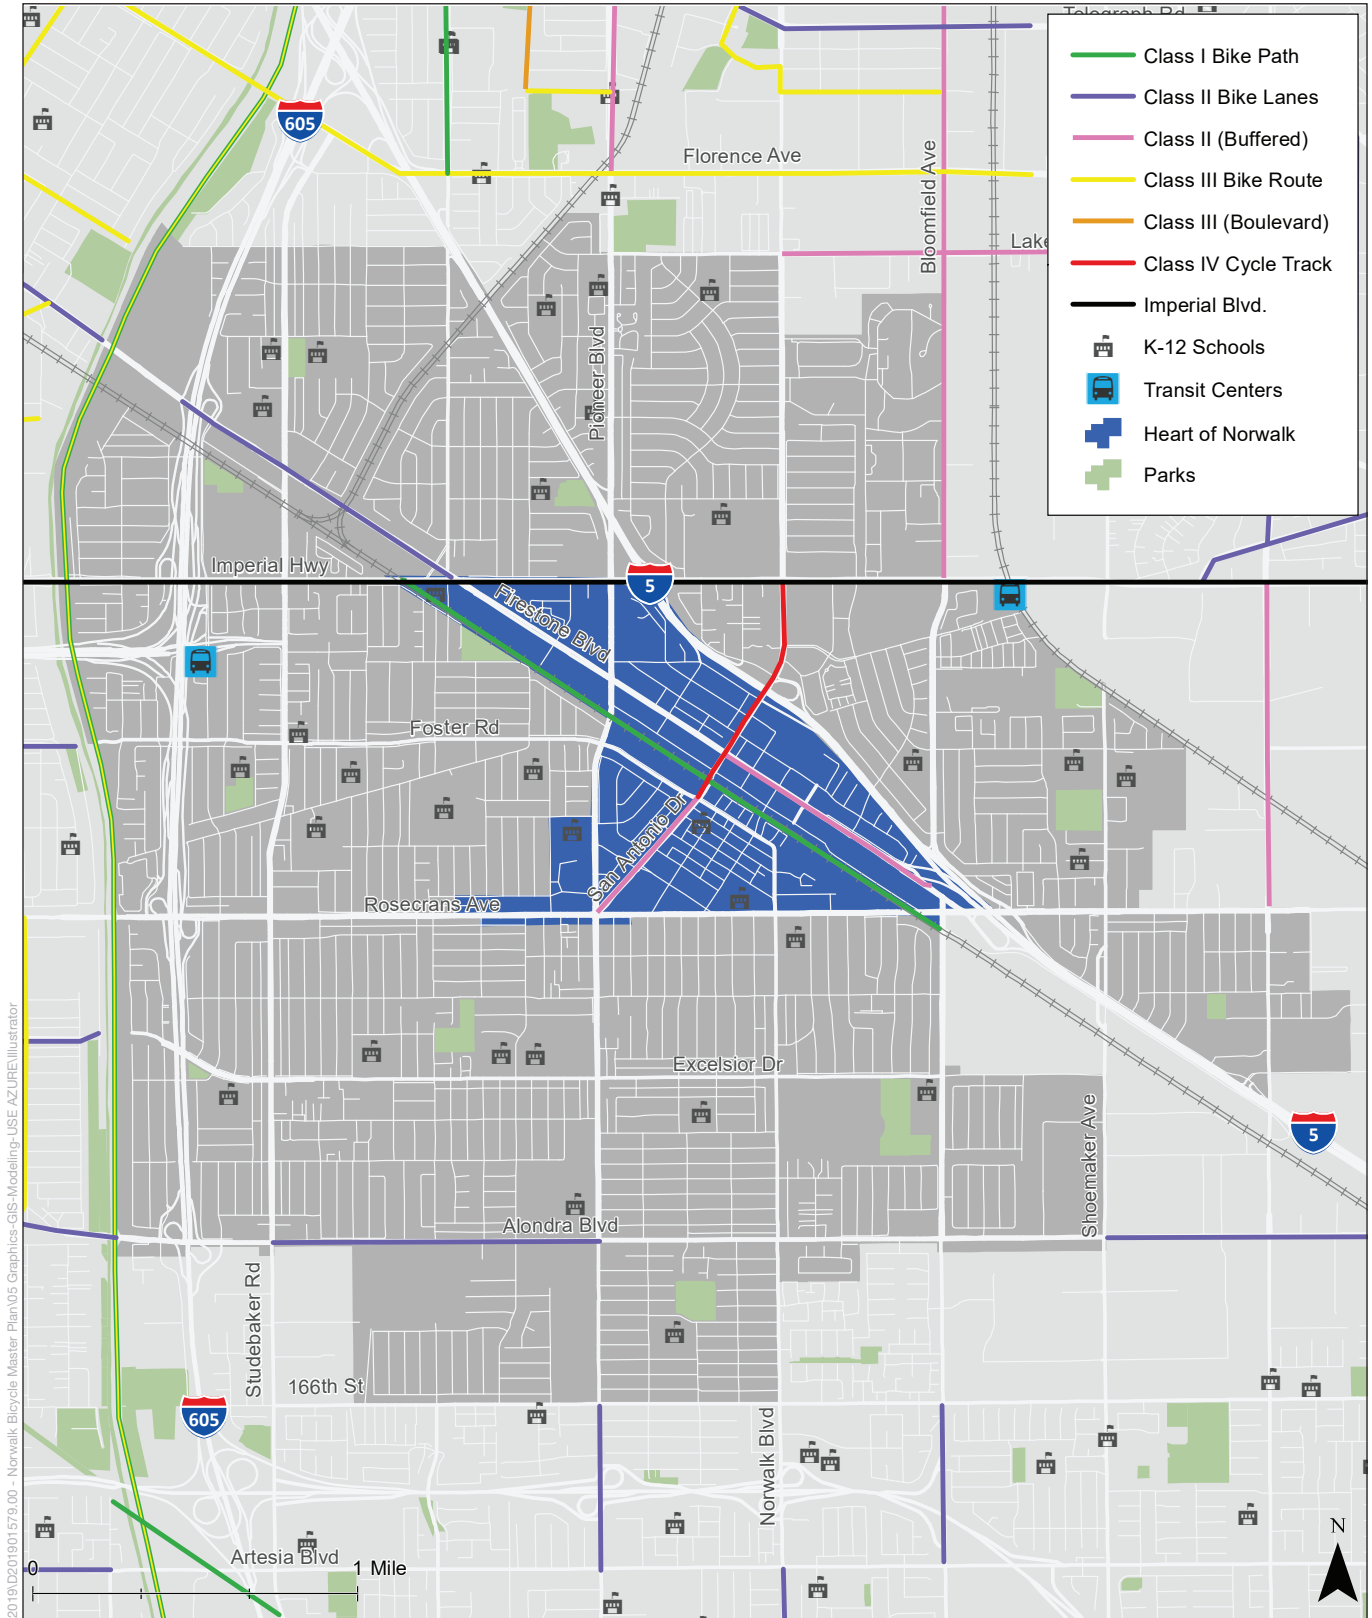 Telegraph Rd
Class I Bike Path
Class II Bike Lanes
Class II (Buffered)
Class III Bike Route
Class III (Boulevard)
Class IV Cycle Track
Imperial Blvd.
K-12 Schools
Transit Centers
Heart of Norwalk
Parks
605
Florence Ave
Bloomfield Ave
Lake
Pioneer Blvd
Imperial Hwy
5
Firestone Blvd
Foster Rd
San Antonio Dr
Rosecrans Ave
Excelsior Dr
Shoemaker Ave
5
Alondra Blvd
Studebaker Rd
166th St
605
Norwalk Blvd
Artesia Blvd
N
0 1 Mile
2019\D201901579.00 - Norwalk Bicycle Master Plan\05 Graphics-GIS-Modeling-USE AZURE\Illustrator